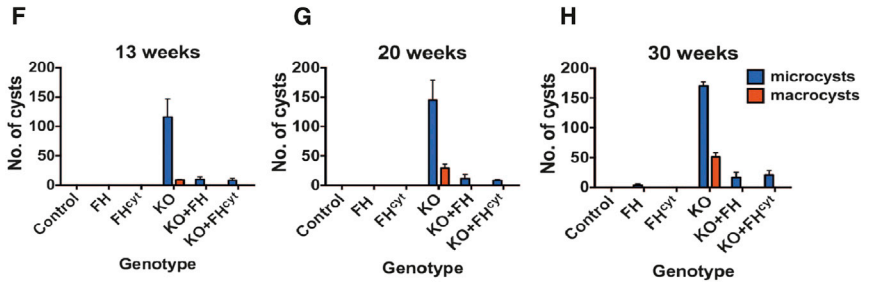 F
13 weeks
No. of cysts
200
150
100
50
0
Control
FH
FHcyt
KO
KO+FH
KO+FHcyt
Genotype
G
20 weeks
No. of cysts
200
150
100
50
0
Control
FH
FHcyt
KO
KO+FH
KO+FHcyt
Genotype
H
30 weeks
No. of cysts
200
150
100
50
0
Control
FH
FHcyt
KO
KO+FH
KO+FHcyt
Genotype
microcysts
macrocysts